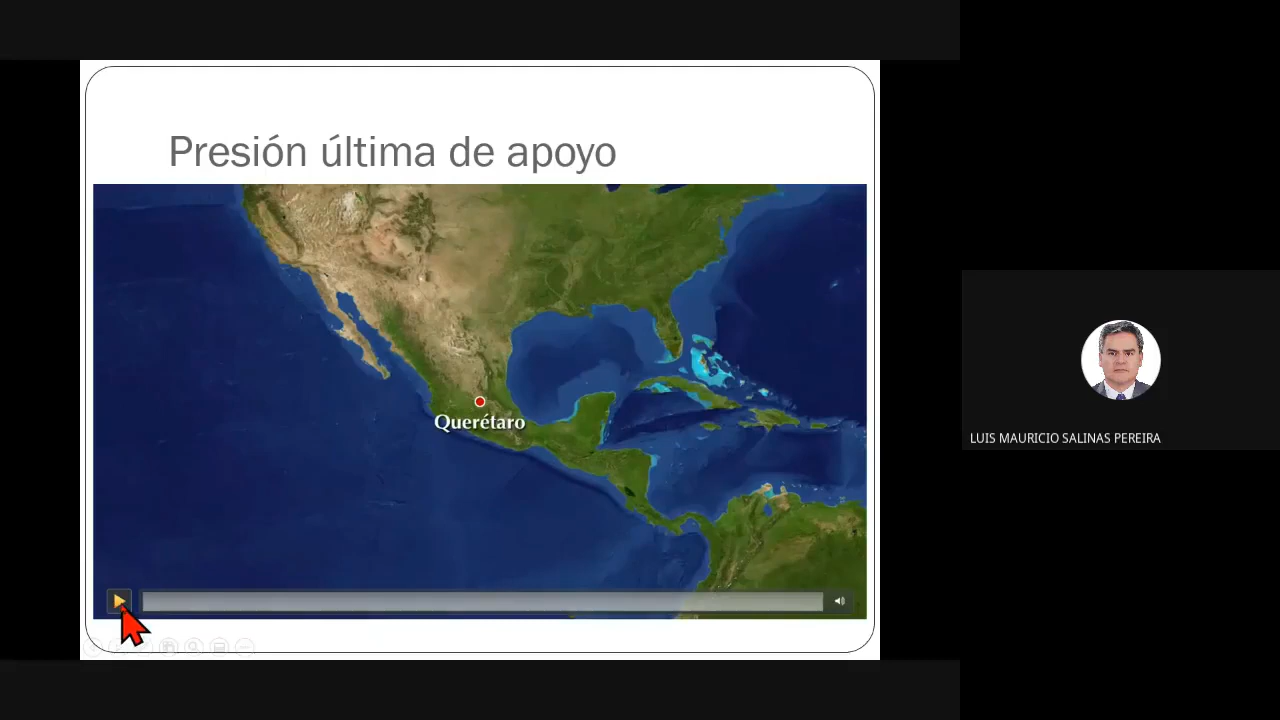 Presión última de apoyo
Querétaro
LUIS MAURICIO SALINAS PEREIRA